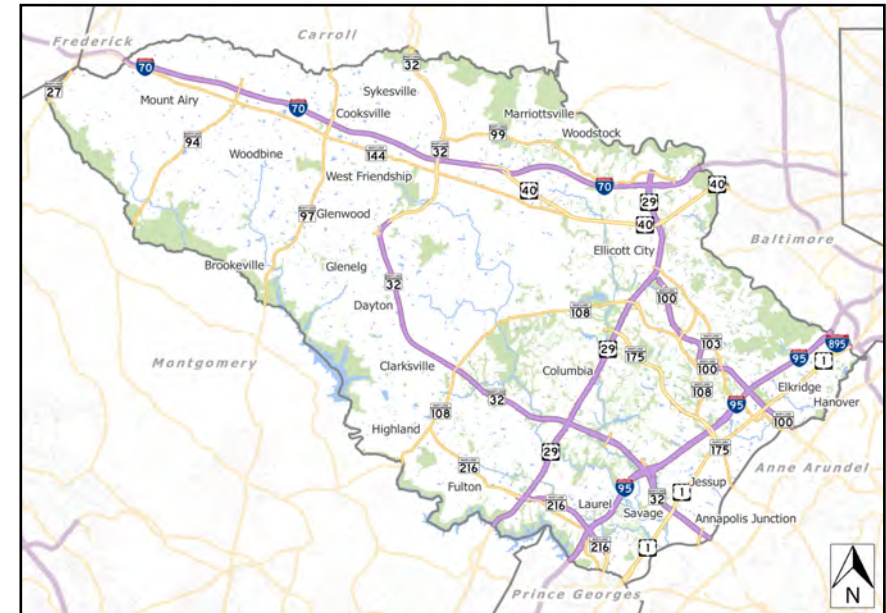 Frederick
Carroll
70
32
27
Mount Airy
70
Sykesville
Cooksville
Marriottsville
94
99
Woodstock
Woodbine
144
32
West Friendship
40
70
40
29
97
Glenwood
40
Ellicott City
Baltimore
Brookeville
Glenelg
32
100
Dayton
108
103
895
95
1
29
175
Montgomery
Clarksville
Columbia
100
Elkridge
108
Hanover
32
95
108
100
Highland
29
175
Anne Arundel
216
Fulton
95
Jessup
32
1
216
Laurel
Savage
Annapolis Junction
216
1
Prince Georges
N